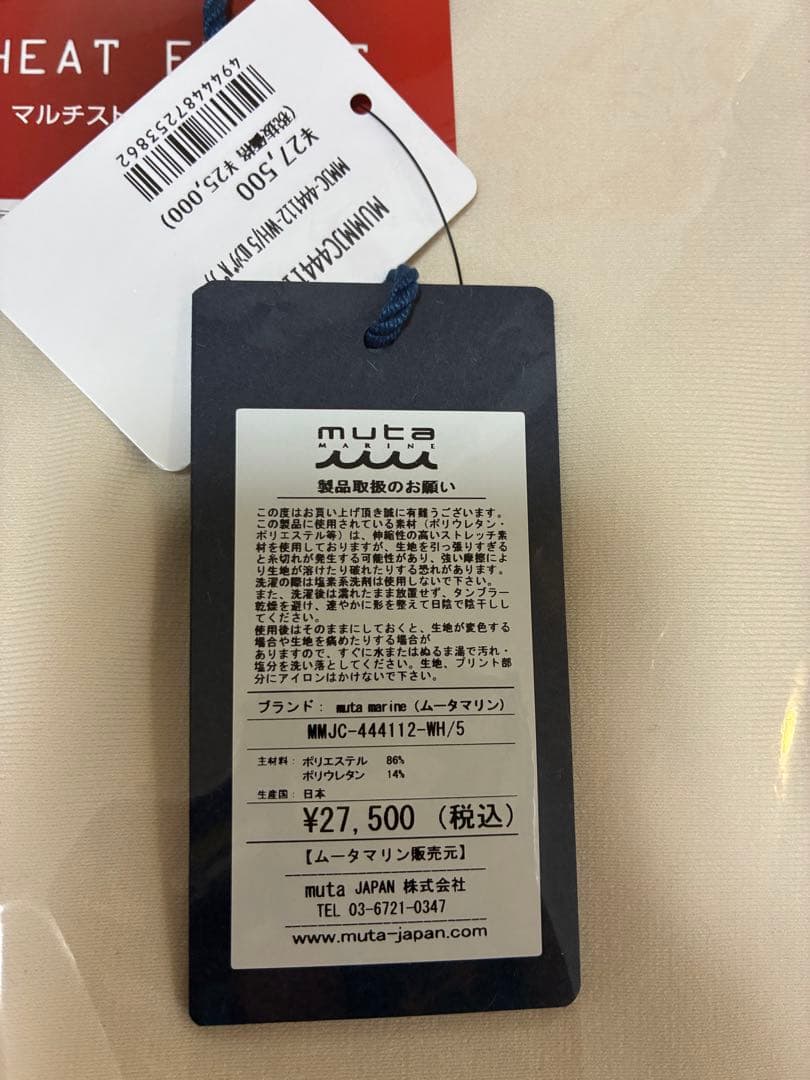 HEAT
マルチスト
4944487253862
¥27,500
(税抜価格 ¥25,000)
MMJC-444112-WH/5 ﾛﾝｸﾞﾊﾟﾝ
MUMMJC44411
muta
MARINE
製品取扱のお願い
この度はお買い上げ頂き誠に有難うございます。
この製品に使用されている素材（ポリウレタン・
ポリエステル等）は、伸縮性の高いストレッチ素
材を使用しておりますが、生地を引っ張りすぎる
と糸切れが発生する可能性があり、強い摩擦によ
り生地が溶けたり破れたりする恐れがあります。
洗濯の際は塩素系洗剤は使用しないで下さい。
また、洗濯後は濡れたまま放置せず、タンブラー
乾燥を避け、速やかに形を整えて日陰で陰干しし
てください。
使用後はそのままにしておくと、生地が変色する
場合や生地を痛めたりする場合が
ありますので、すぐに水またはぬるま湯で汚れ・
塩分を洗い落としてください。生地、プリント部
分にアイロンはかけないで下さい。
ブランド： muta marine（ムータマリン）
MMJC-444112-WH/5
主材料： ポリエステル 86%
ポリウレタン 14%
生産国： 日本
¥27,500（税込）
【ムータマリン販売元】
muta JAPAN 株式会社
TEL 03-6721-0347
www.muta-japan.com